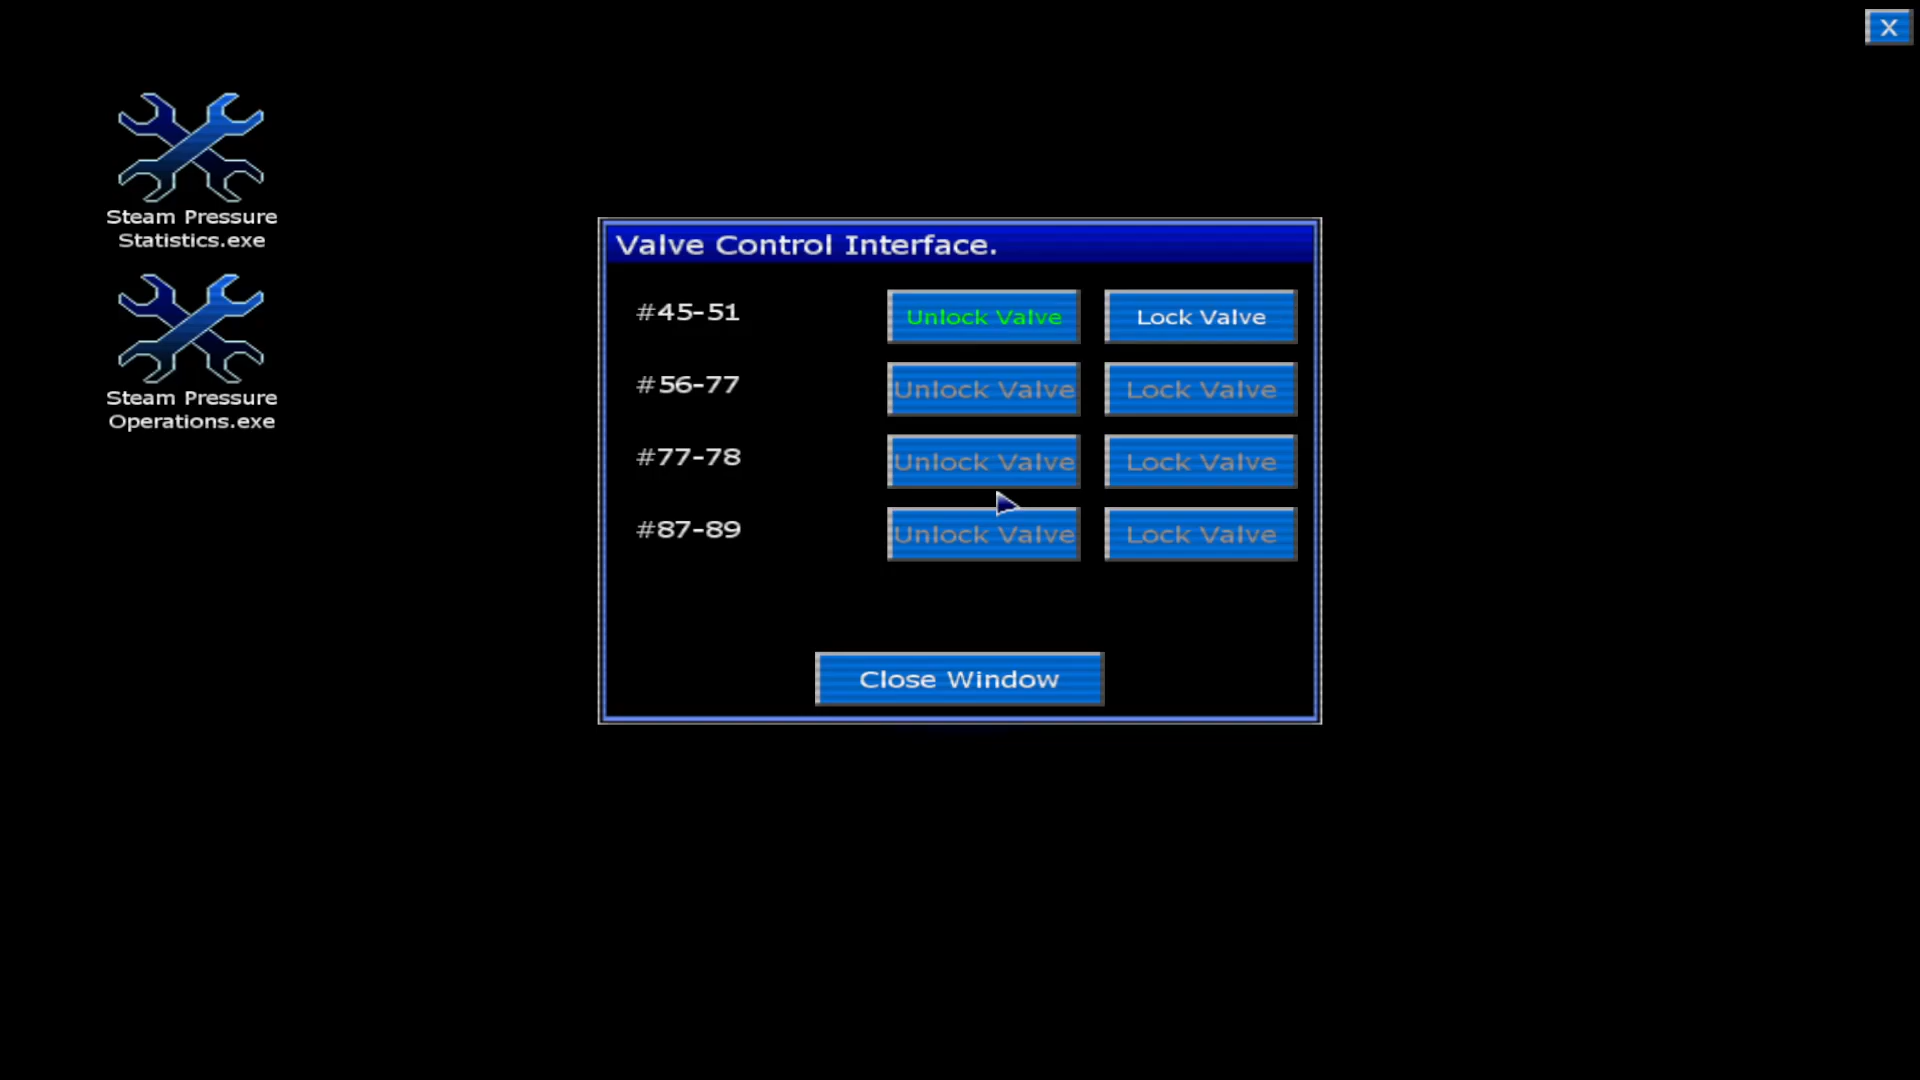 X
Steam Pressure
Statistics.exe
Steam Pressure
Operations.exe
Valve Control Interface.
#45-51 Unlock Valve Lock Valve
#56-77 Unlock Valve Lock Valve
#77-78 Unlock Valve Lock Valve
#87-89 Unlock Valve Lock Valve
Close Window